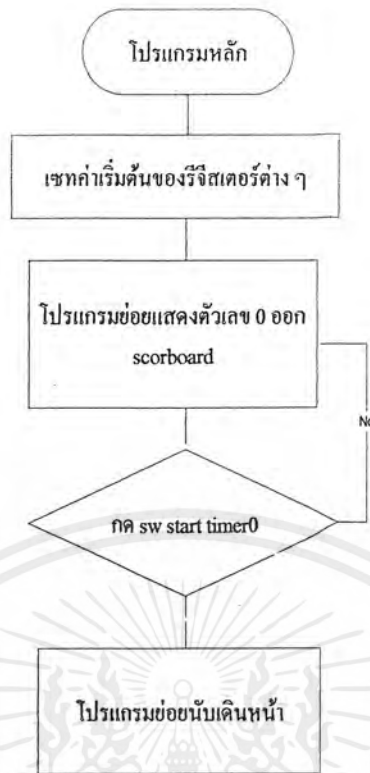 โปรแกรมหลัก
เซทค่าเริ่มต้นของรีจีสเตอร์ต่าง ๆ
โปรแกรมย่อยแสดงตัวเลข 0 ออก
scorboard
No
กด sw start timer0
โปรแกรมย่อยนับเดินหน้า